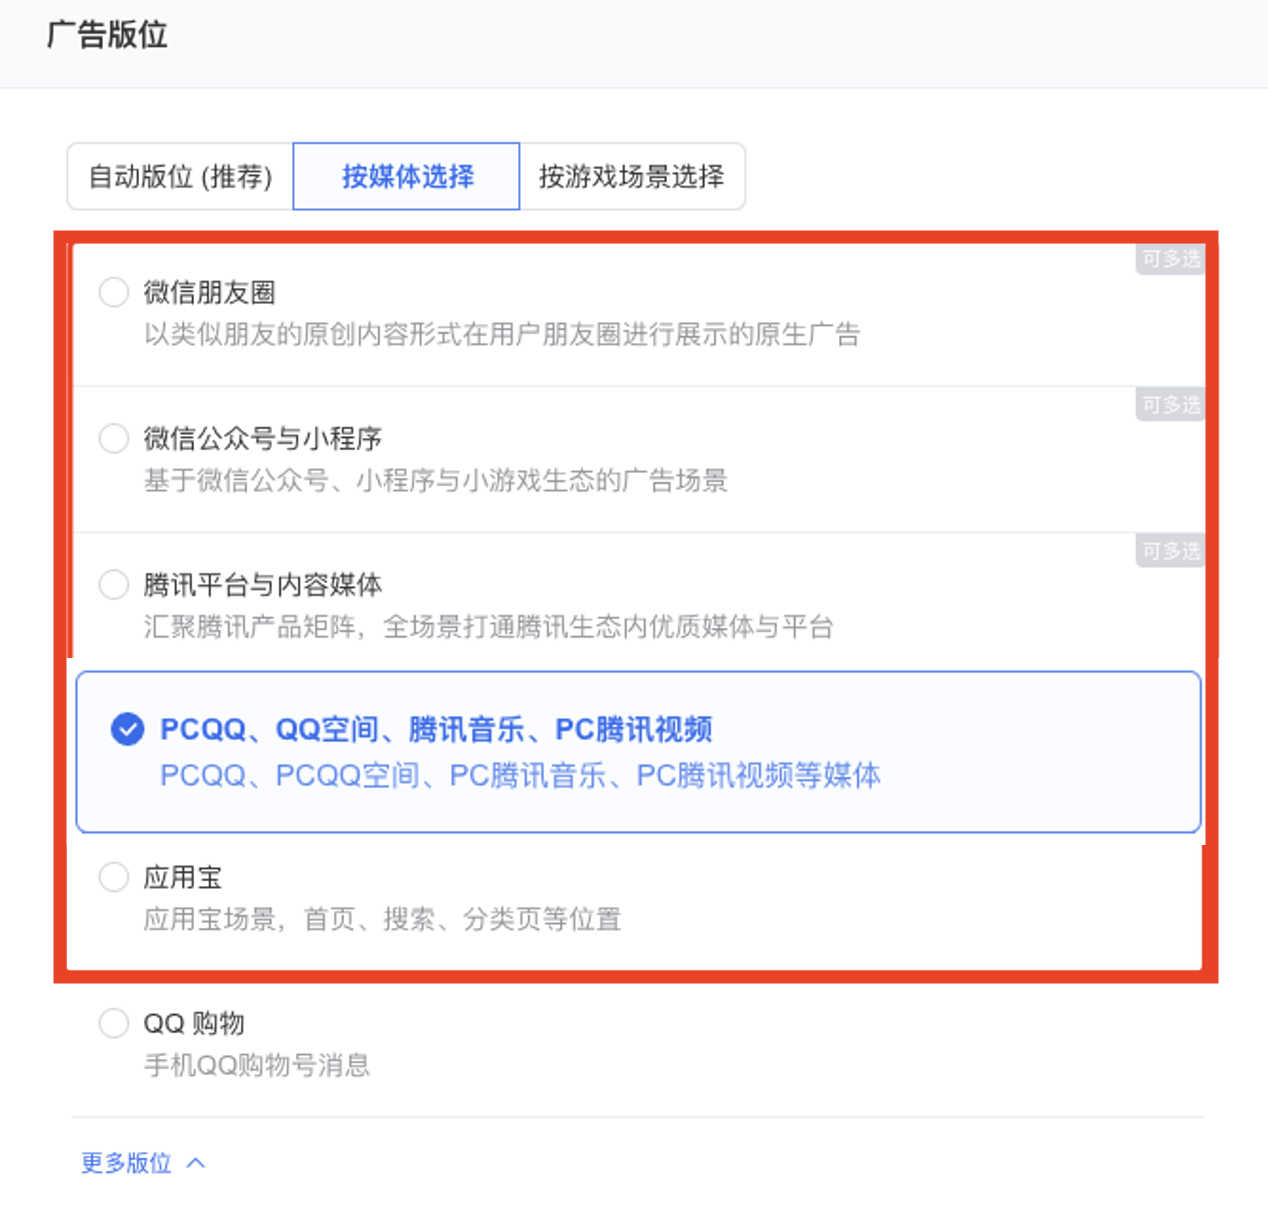 广告版位
自动版位 (推荐)
按媒体选择
按游戏场景选择
可多选
微信朋友圈
以类似朋友的原创内容形式在用户朋友圈进行展示的原生广告
可多选
微信公众号与小程序
基于微信公众号、小程序与小游戏生态的广告场景
可多选
腾讯平台与内容媒体
汇聚腾讯产品矩阵，全场景打通腾讯生态内优质媒体与平台
PCQQ、QQ空间、腾讯音乐、PC腾讯视频
PCQQ、PCQQ空间、PC腾讯音乐、PC腾讯视频等媒体
应用宝
应用宝场景，首页、搜索、分类页等位置
QQ 购物
手机QQ购物号消息
更多版位